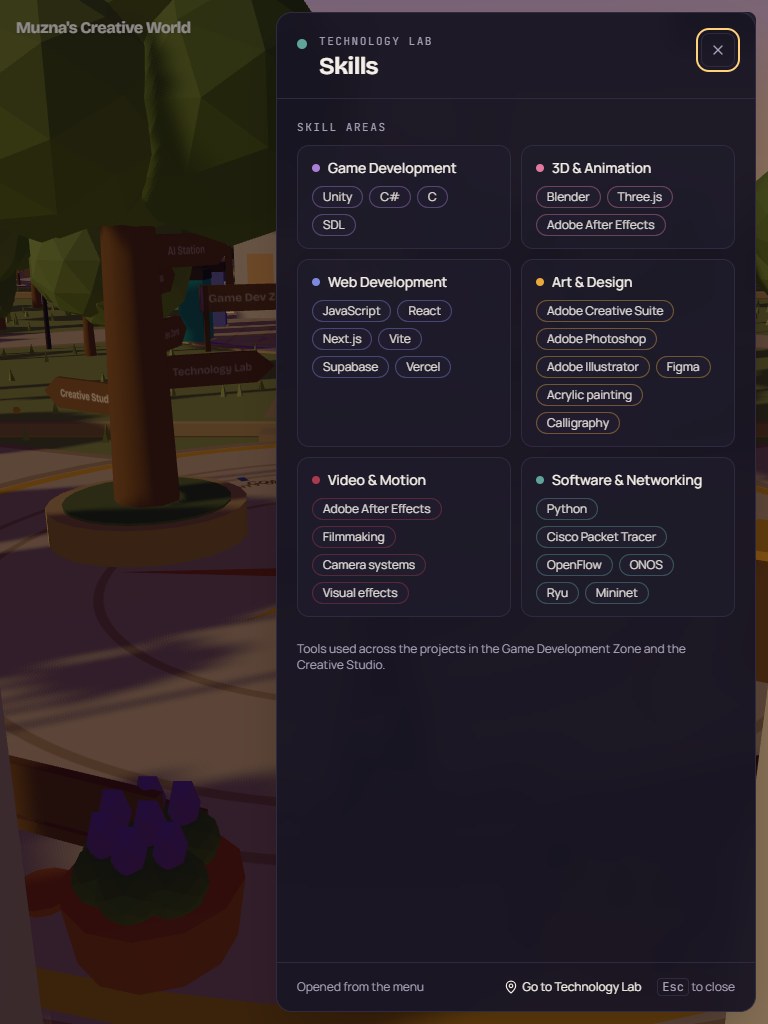 Muzna's Creative World
TECHNOLOGY LAB
Skills
SKILL AREAS
Game Development
Unity C# C
SDL
3D & Animation
Blender Three.js
Adobe After Effects
Web Development
JavaScript React
Next.js Vite
Supabase Vercel
Art & Design
Adobe Creative Suite
Adobe Photoshop
Adobe Illustrator Figma
Acrylic painting
Calligraphy
Video & Motion
Adobe After Effects
Filmmaking
Camera systems
Visual effects
Software & Networking
Python
Cisco Packet Tracer
OpenFlow ONOS
Ryu Mininet
Tools used across the projects in the Game Development Zone and the
Creative Studio.
Opened from the menu
Go to Technology Lab
Esc to close
AI Station
Game Dev Z
Technology Lab
Creative Stud